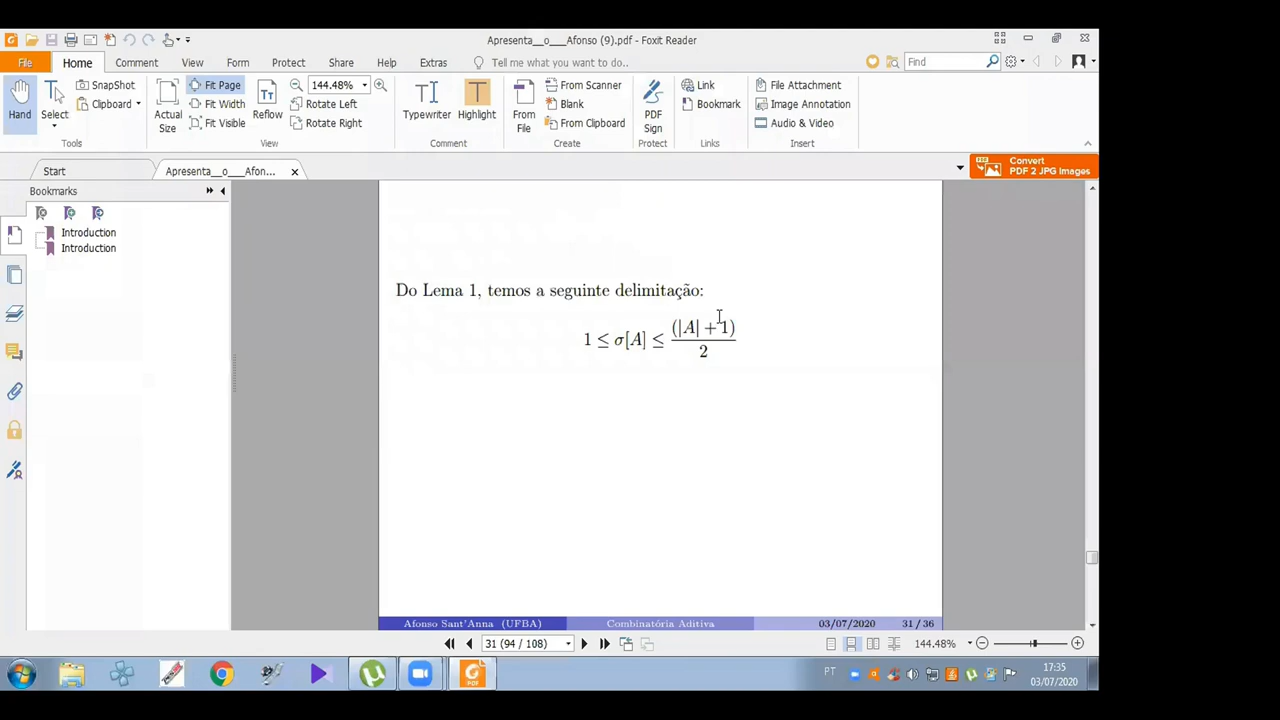 Apresenta__o___Afonso (9).pdf - Foxit Reader
File Home Comment View Form Protect Share Help Extras Tell me what you want to do.. Find
Hand
Select
SnapShot
Clipboard
Tools
Actual Size
Fit Page
Fit Width
Fit Visible
Reflow
144.48%
Rotate Left
Rotate Right
View
Typewriter
Highlight
Comment
From File
From Scanner
Blank
From Clipboard
Create
PDF Sign
Protect
Link
Bookmark
Links
File Attachment
Image Annotation
Audio & Video
Insert
Start
Apresenta__o___Afon...
Convert
PDF 2 JPG Images
Bookmarks
Introduction
Introduction
Do Lema 1, temos a seguinte delimitação:
1 ≤ σ[A] ≤ (|A| + 1) / 2
Afonso Sant'Anna (UFBA) Combinatória Aditiva 03/07/2020 31 / 36
31 (94 / 108) 144.48%
PT 17:35
03/07/2020